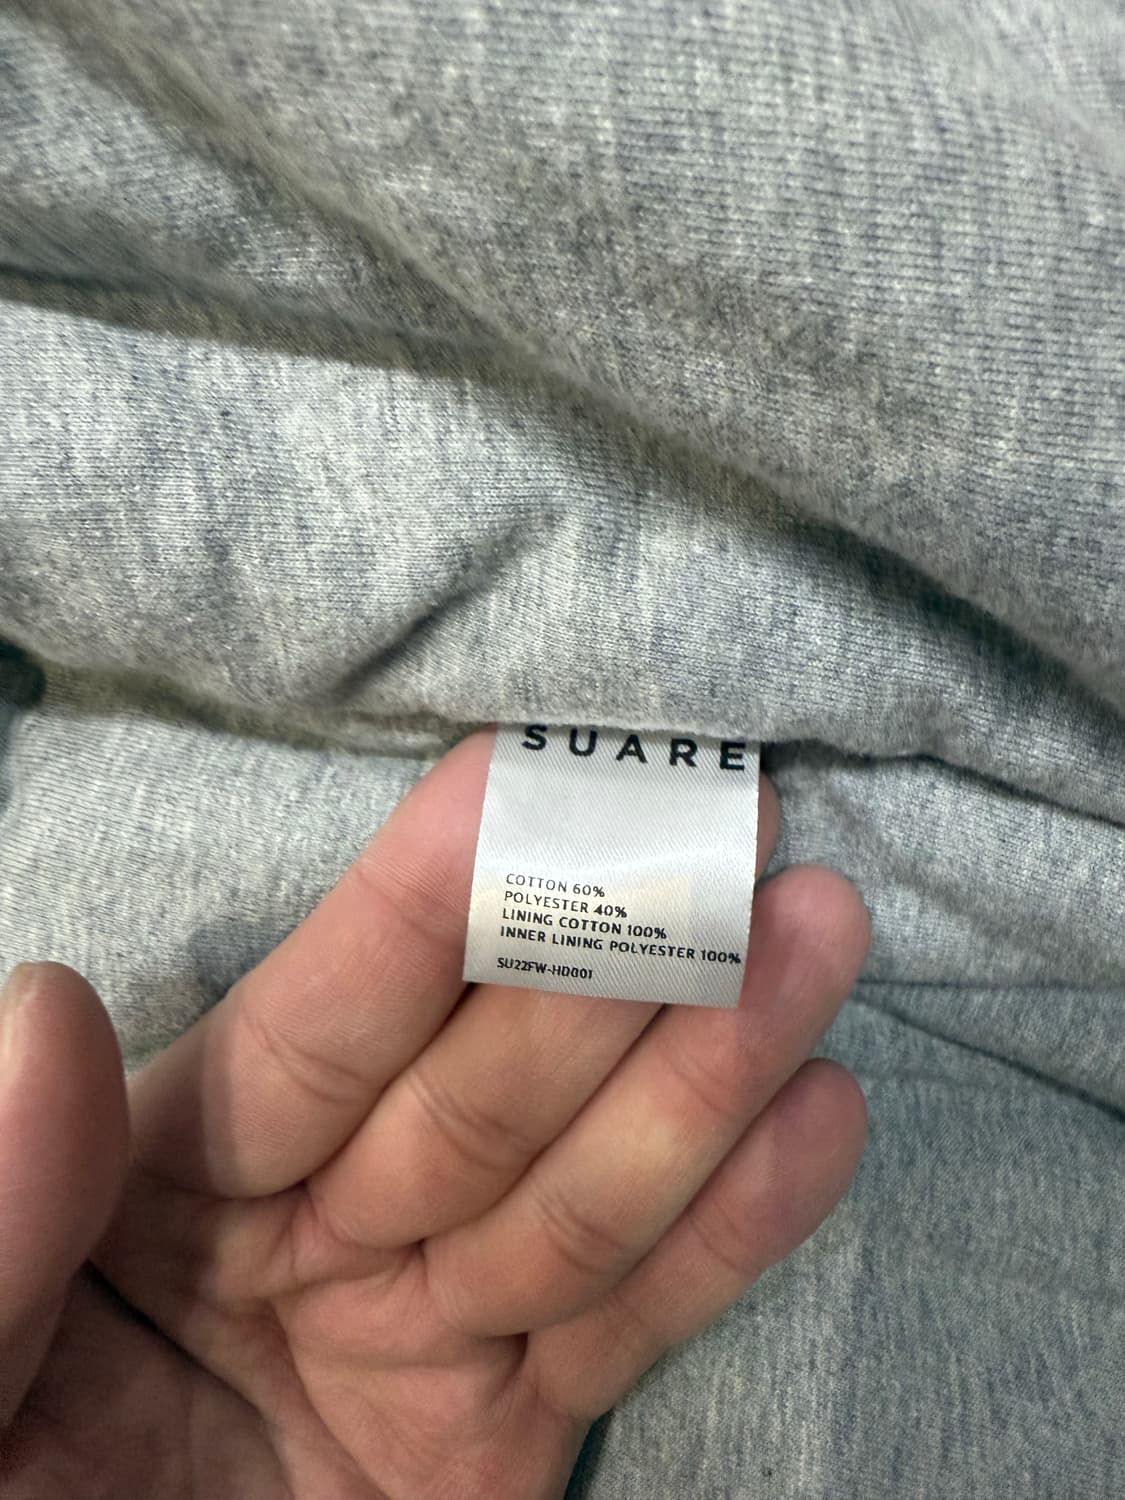 SUARE
COTTON 60%
POLYESTER 40%
LINING COTTON 100%
INNER LINING POLYESTER 100%
SU22FW-HD001